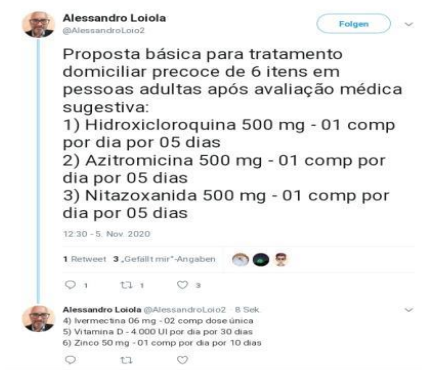 Alessandro Loiola
@AlessandroLoio2
Folgen
Proposta básica para tratamento
domiciliar precoce de 6 itens em
pessoas adultas após avaliação médica
sugestiva:
1) Hidroxicloroquina 500 mg - 01 comp
por dia por 05 dias
2) Azitromicina 500 mg - 01 comp por
dia por 05 dias
3) Nitazoxanida 500 mg - 01 comp por
dia por 05 dias
12:30 - 5. Nov. 2020
1 Retweet 3 „Gefällt mir“-Angaben
1 1 3
Alessandro Loiola @AlessandroLoio2 8 Sek.
4) Ivermectina 06 mg - 02 comp dose única
5) Vitamina D - 4.000 UI por dia por 30 dias
6) Zinco 50 mg - 01 comp por dia por 10 dias